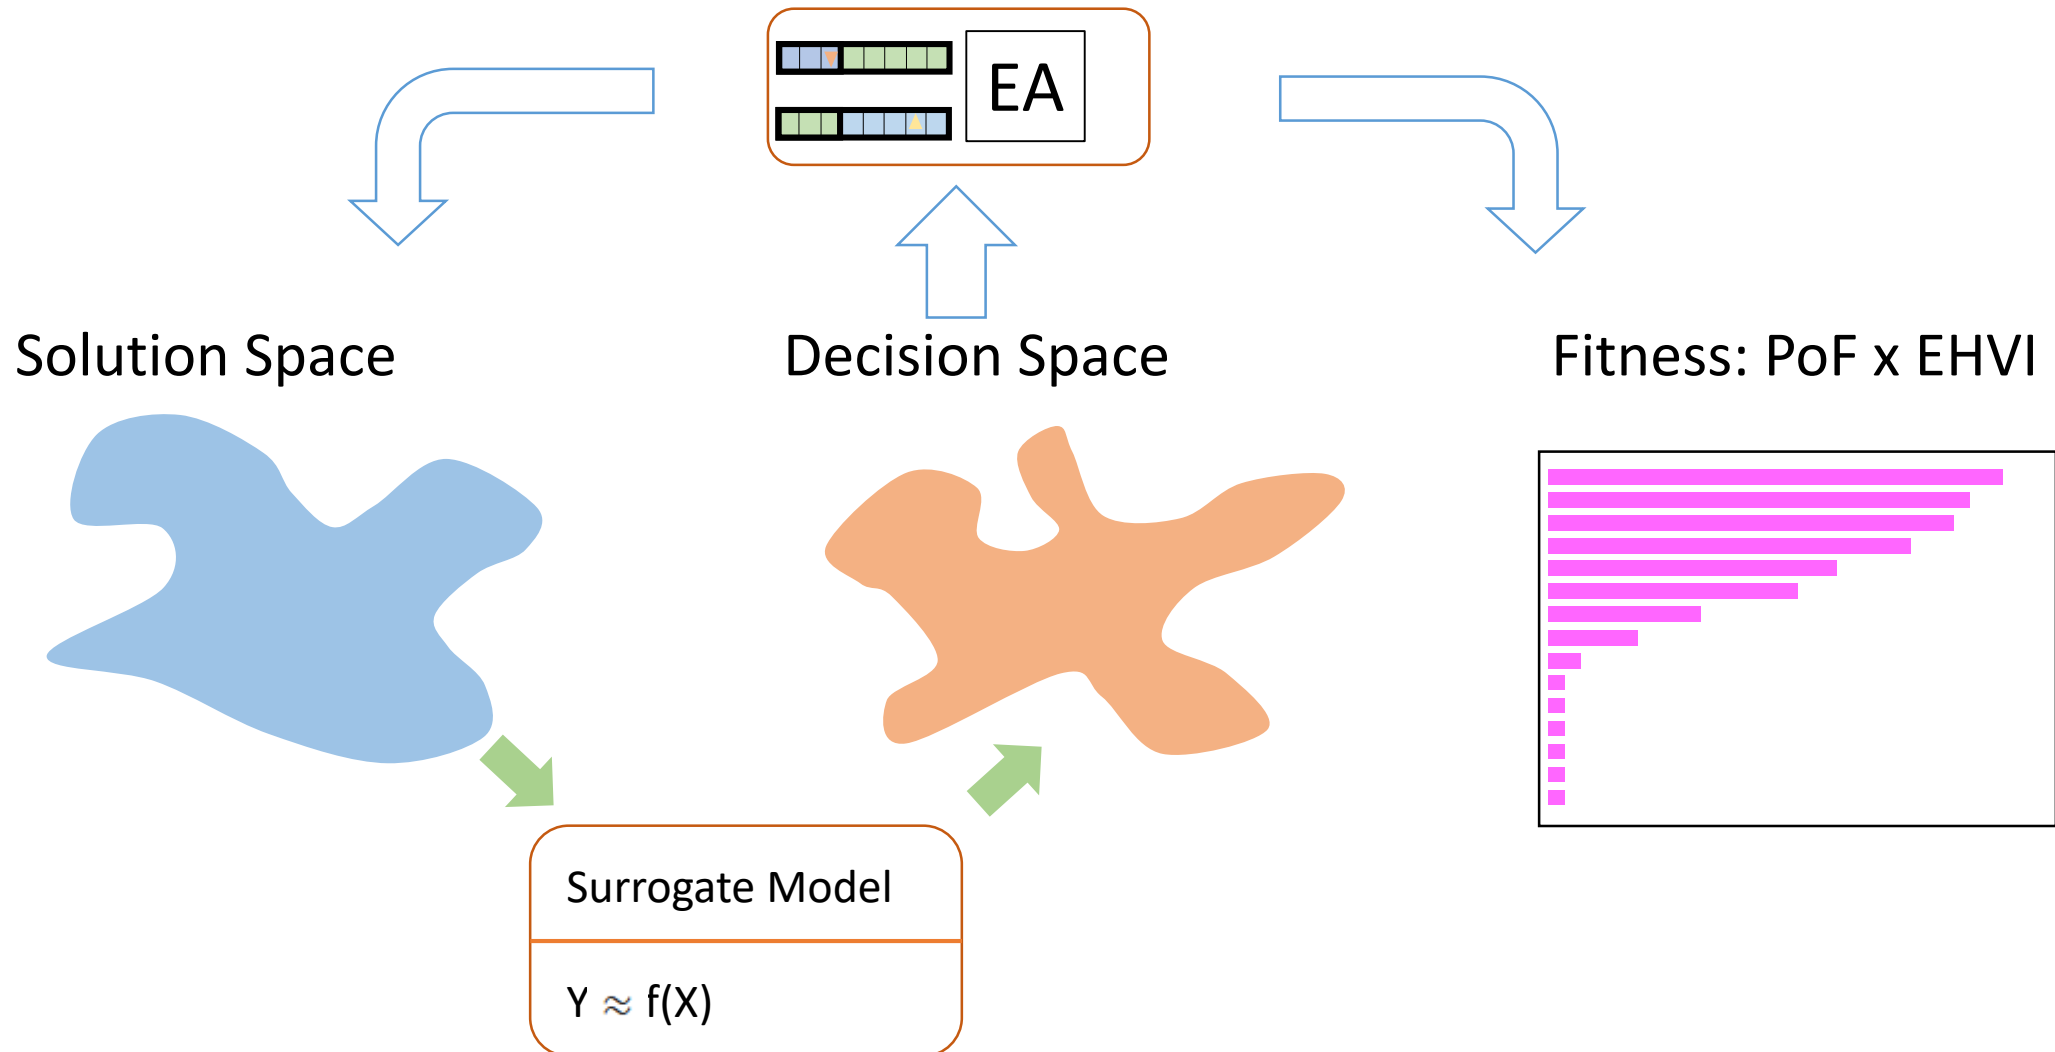 EA
Solution Space
Decision Space
Fitness: PoF x EHVI
Surrogate Model
Y ≈ f(X)